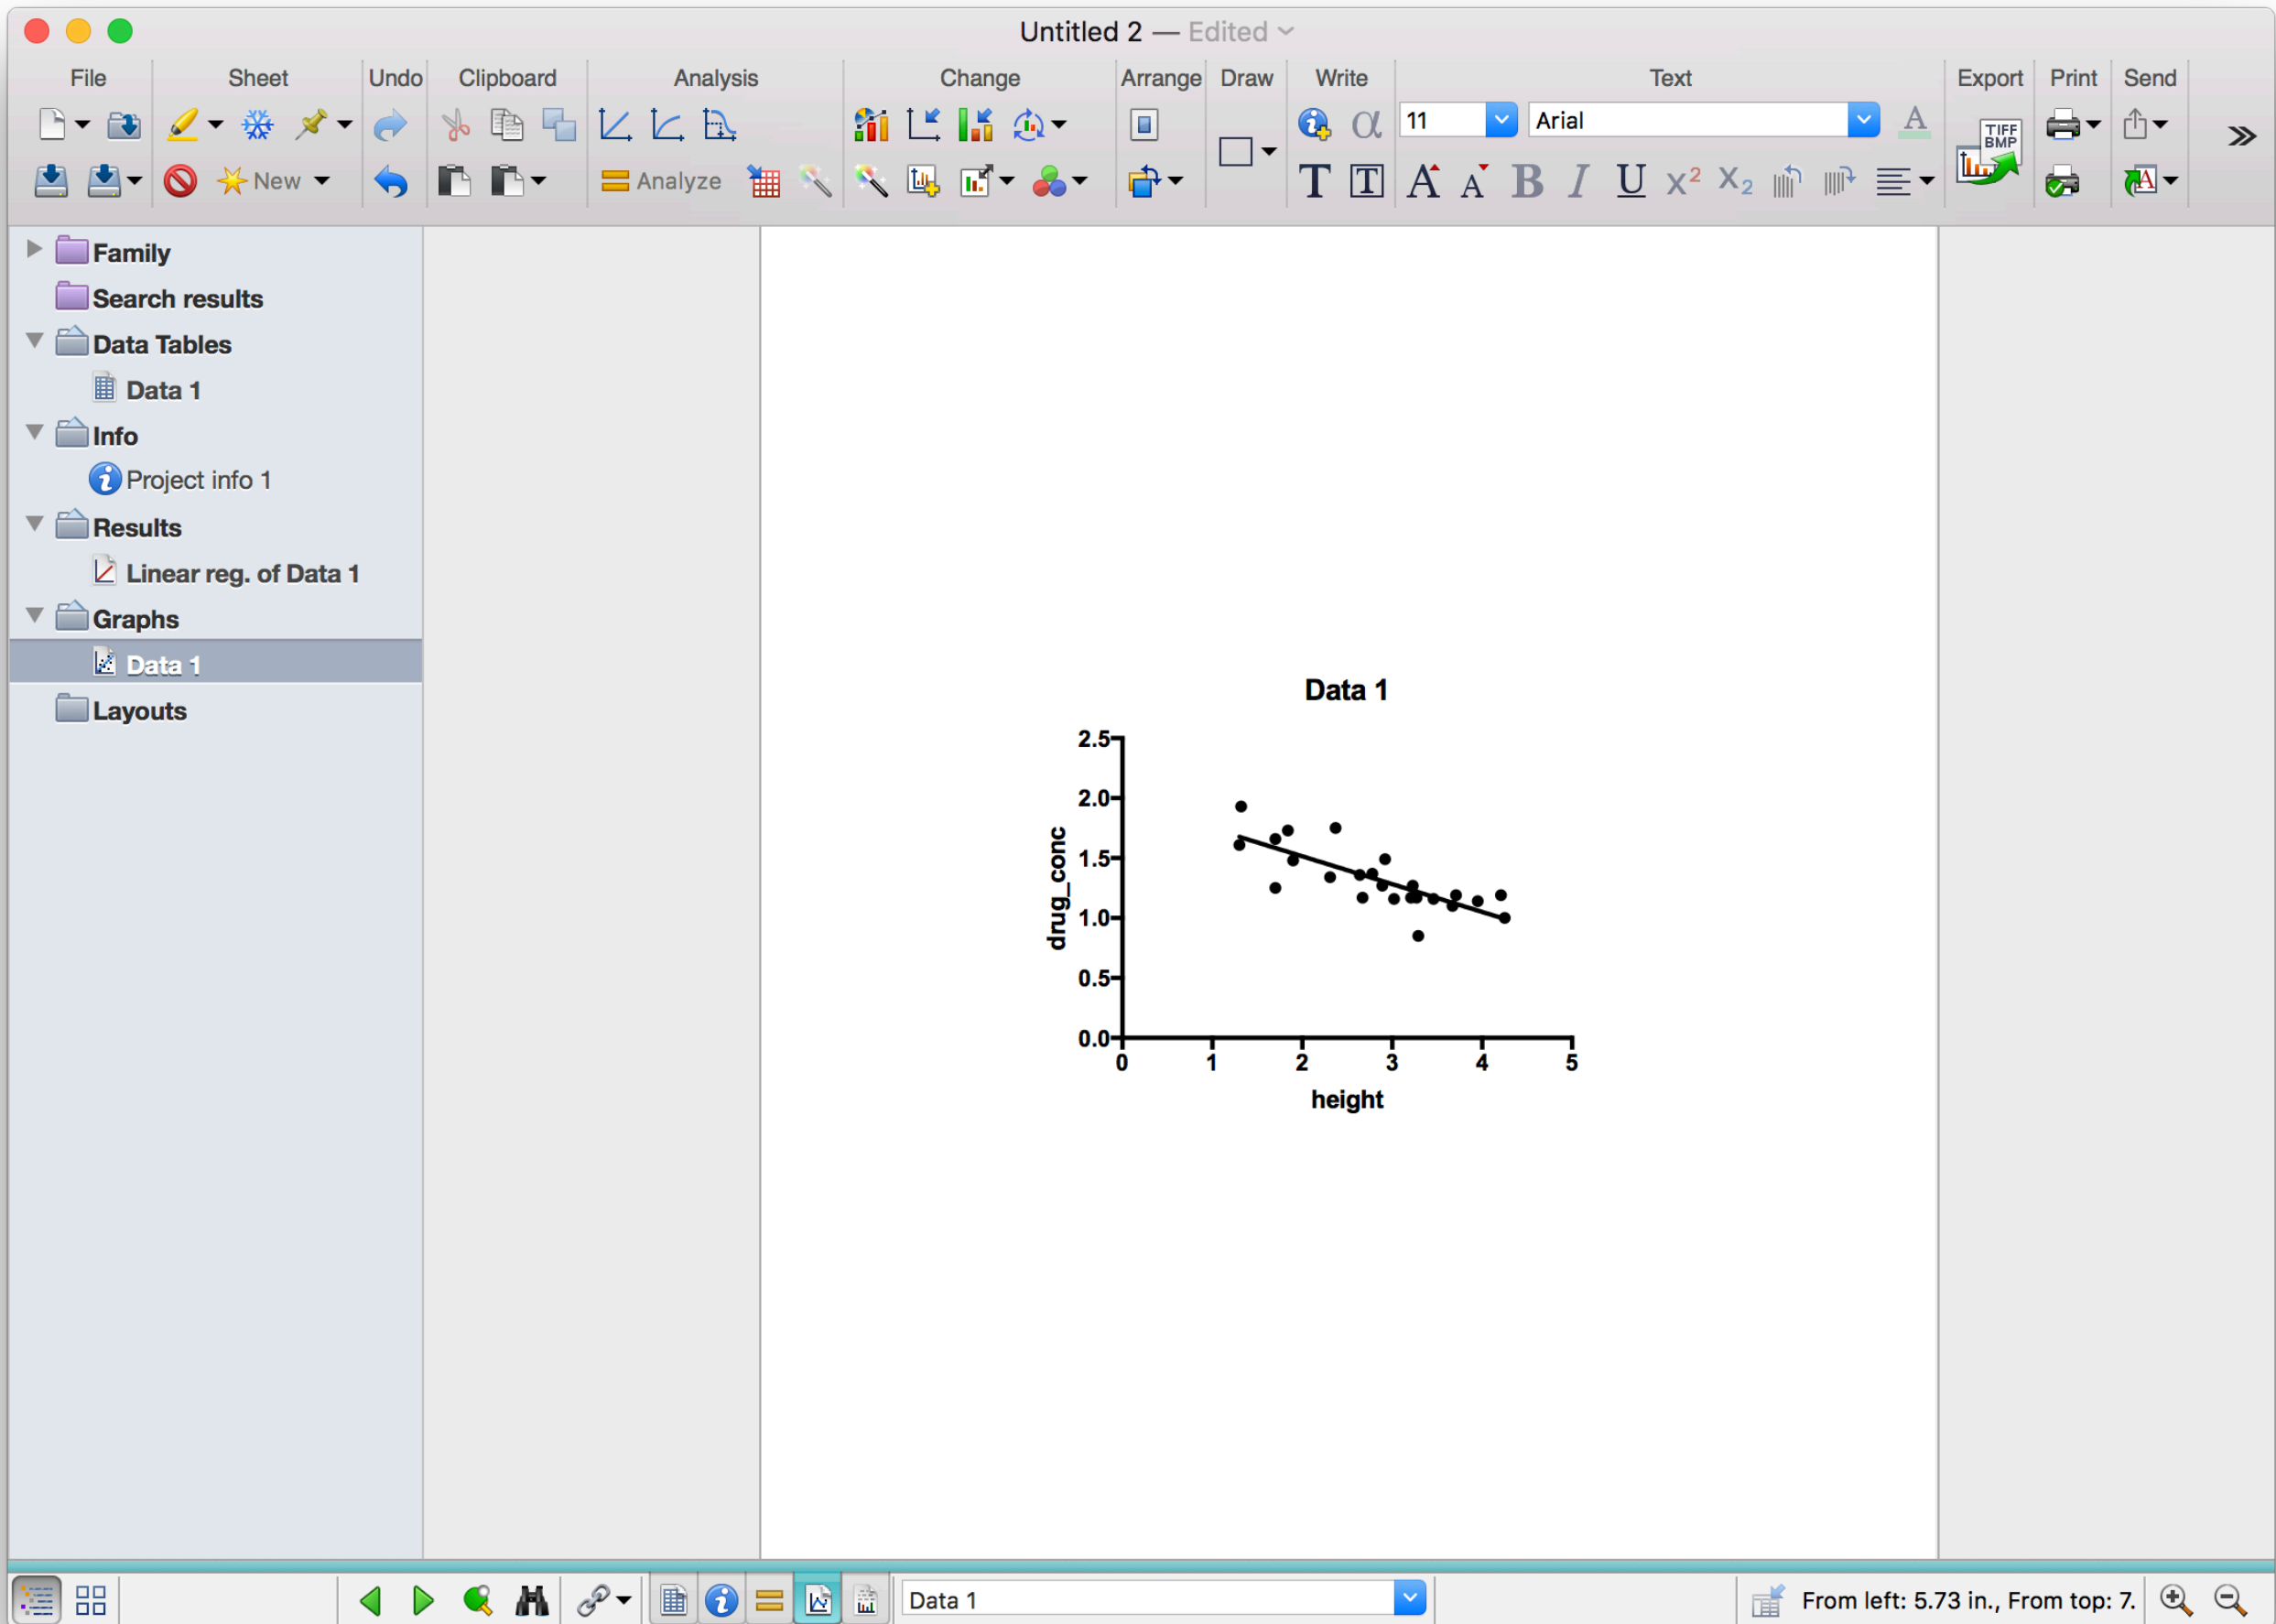 Untitled 2 — Edited
File Sheet Undo Clipboard Analysis Change Arrange Draw Write Text Export Print Send
α 11 Arial A TIFF BMP
New Analyze T T A A B I U X² X₂ A
Family
Search results
Data Tables
Data 1
Info
Project info 1
Results
Linear reg. of Data 1
Graphs
Data 1
Layouts
Data 1
2.5
2.0
1.5
1.0
0.5
0.0
drug_conc
0 1 2 3 4 5
height
Data 1
From left: 5.73 in., From top: 7.